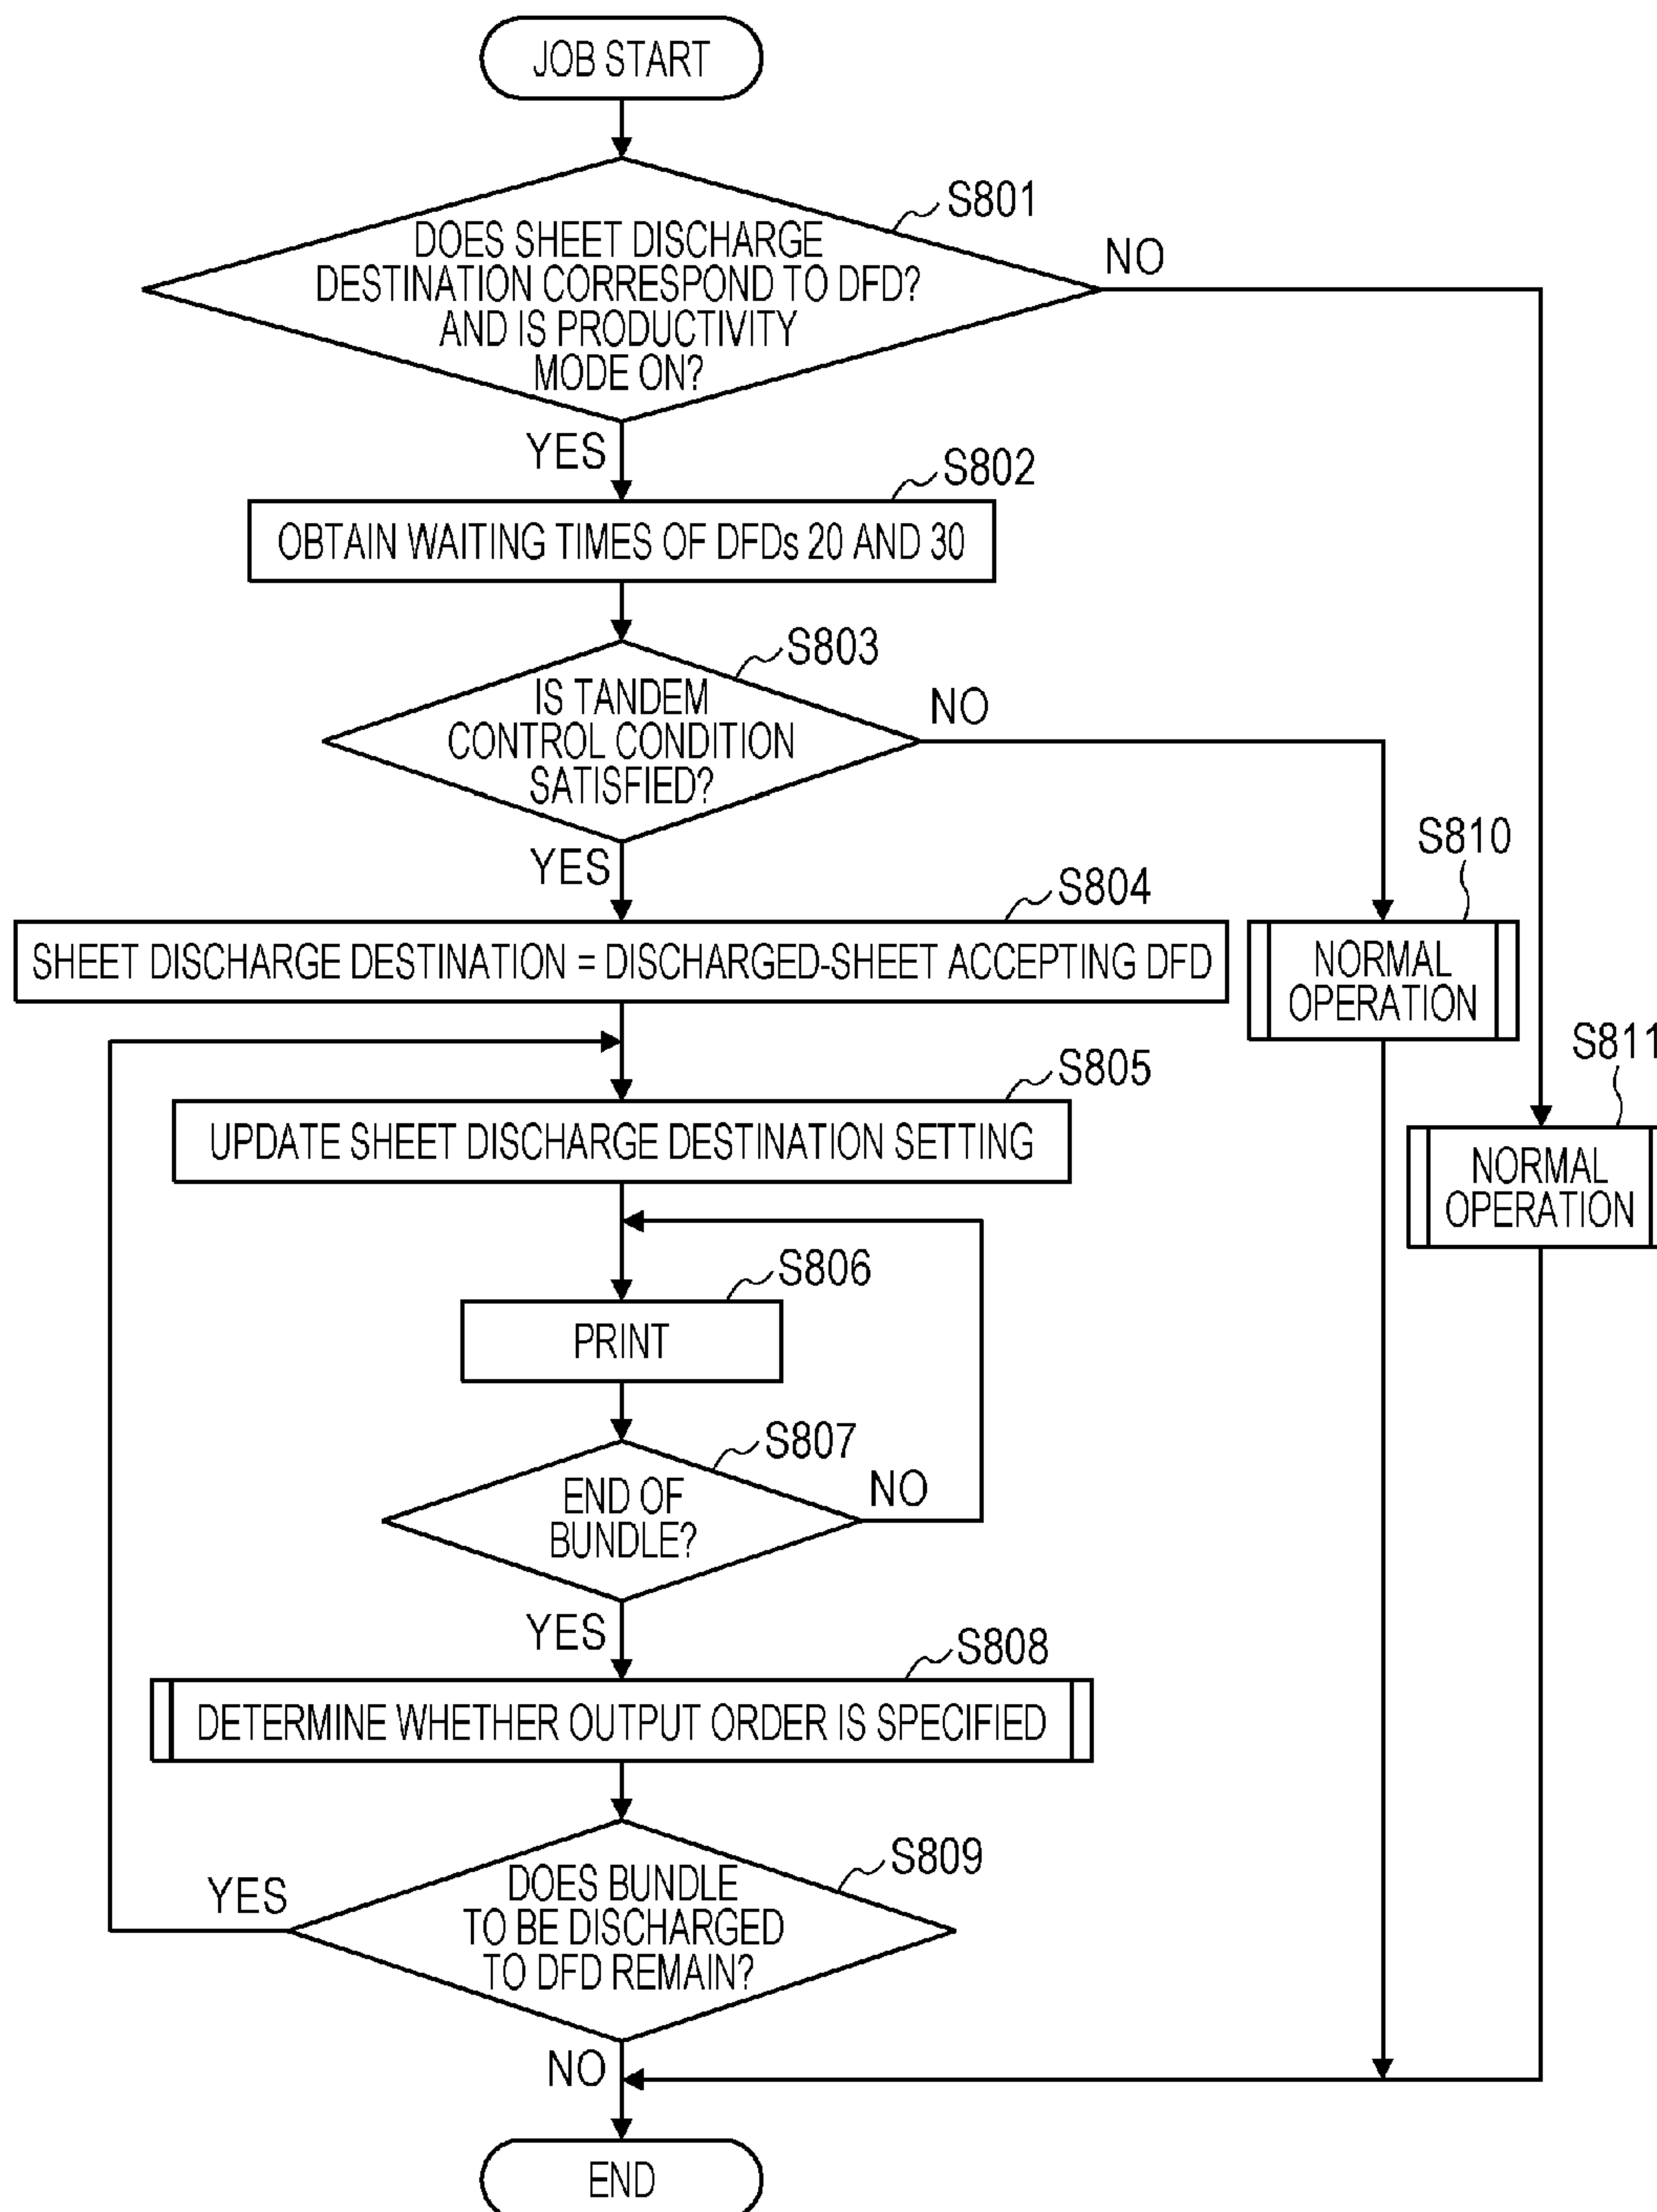 JOB START
S801
DOES SHEET DISCHARGE
DESTINATION CORRESPOND TO DFD?
AND IS PRODUCTIVITY
MODE ON?
NO
YES
S802
OBTAIN WAITING TIMES OF DFDs 20 AND 30
S803
IS TANDEM
CONTROL CONDITION
SATISFIED?
NO
YES
S804
SHEET DISCHARGE DESTINATION = DISCHARGED-SHEET ACCEPTING DFD
S810
NORMAL
OPERATION
S811
NORMAL
OPERATION
S805
UPDATE SHEET DISCHARGE DESTINATION SETTING
S806
PRINT
S807
END OF
BUNDLE?
NO
YES
S808
DETERMINE WHETHER OUTPUT ORDER IS SPECIFIED
S809
DOES BUNDLE
TO BE DISCHARGED
TO DFD REMAIN?
YES
NO
END